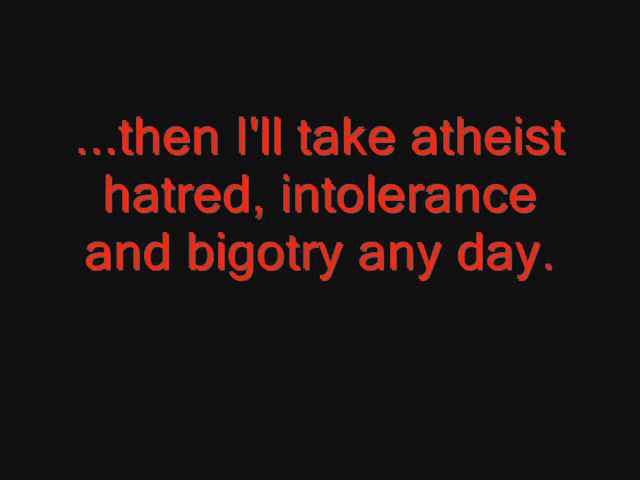 ...then I'll take atheist
hatred, intolerance
and bigotry any day.